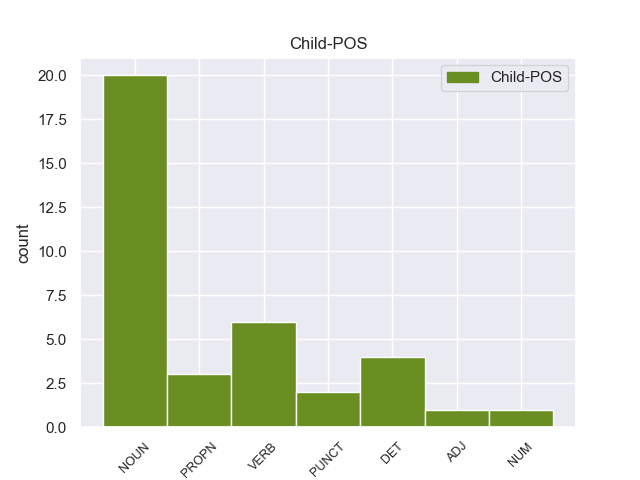 Child-POS
Child-POS
count
20.0
17.5
15.0
12.5
10.0
7.5
5.0
2.5
0.0
NOUN
PROPN
VERB
PUNCT
DET
ADJ
NUM